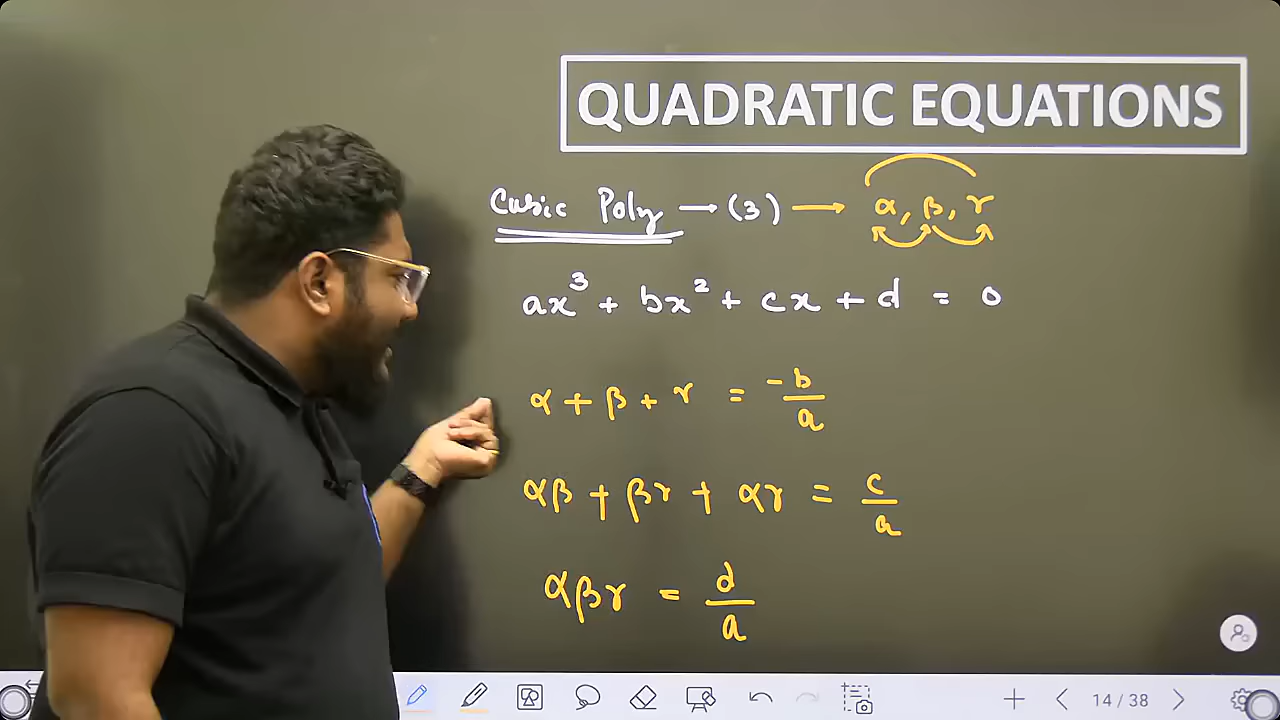 QUADRATIC EQUATIONS
Cubic Poly → (3) → α, β, γ
ax³ + bx² + cx + d = 0
α + β + γ = -b/a
αβ + βγ + αγ = c/a
αβγ = d/a
14 / 38